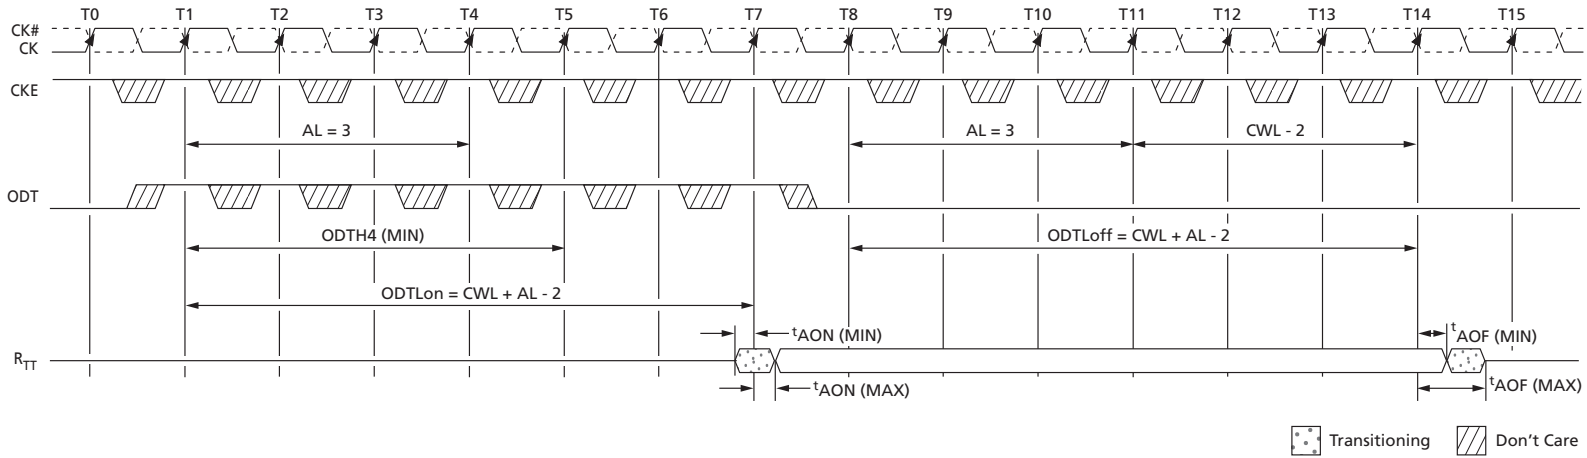 T0 T1 T2 T3 T4 T5 T6 T7 T8 T9 T10 T11 T12 T13 T14 T15
CK#
CK
CKE
AL = 3 AL = 3 CWL - 2
ODT
ODTH4 (MIN) ODTLoff = CWL + AL - 2
ODTLon = CWL + AL - 2
tAON (MIN) tAOF (MIN)
RTT
tAON (MAX) tAOF (MAX)
Transitioning Don't Care